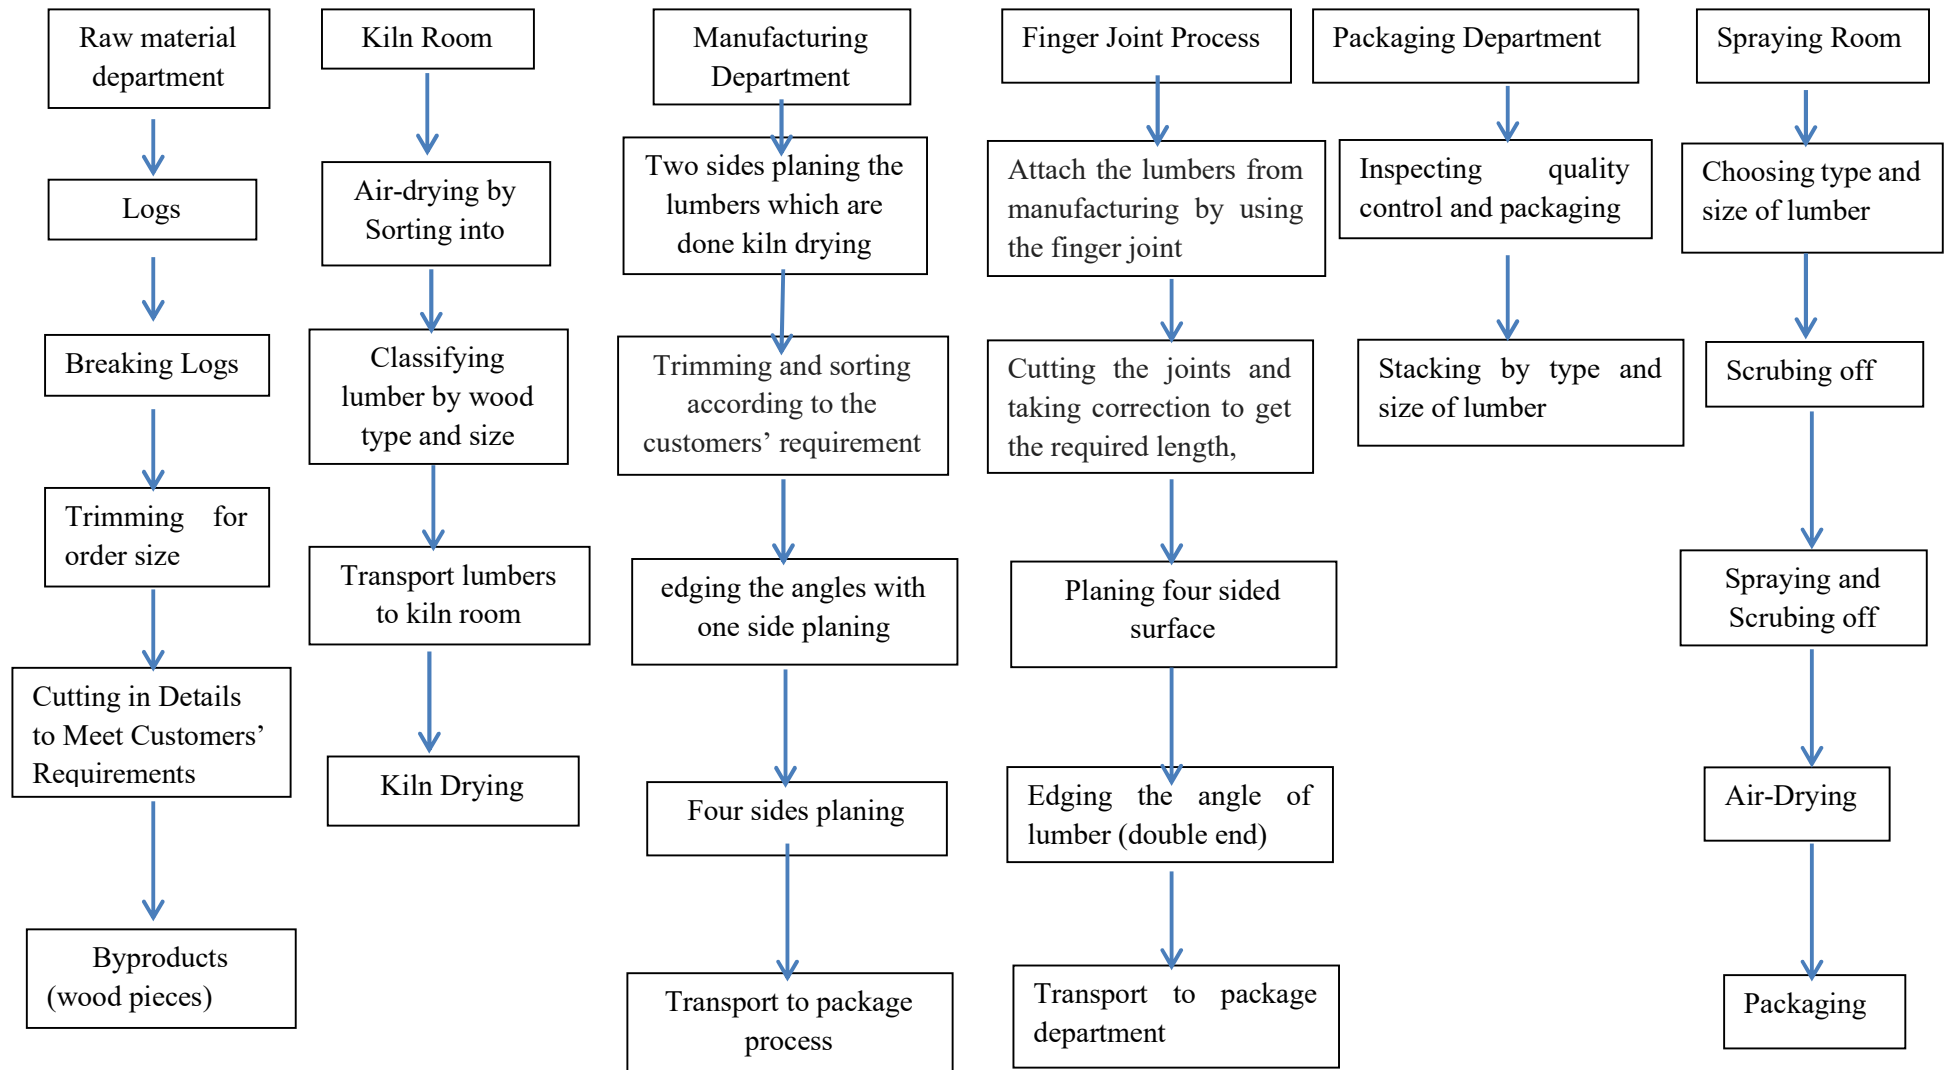 Raw material
department
Logs
Breaking Logs
Trimming for
order size
Cutting in Details
to Meet Customers’
Requirements
Byproducts
(wood pieces)
Kiln Room
Air-drying by
Sorting into
Classifying
lumber by wood
type and size
Transport lumbers
to kiln room
Kiln Drying
Manufacturing
Department
Two sides planing the
lumbers which are
done kiln drying
Trimming and sorting
according to the
customers’ requirement
edging the angles with
one side planing
Four sides planing
Transport to package
process
Finger Joint Process
Attach the lumbers from
manufacturing by using
the finger joint
Cutting the joints and
taking correction to get
the required length,
Planing four sided
surface
Edging the angle of
lumber (double end)
Transport to package
department
Packaging Department
Inspecting quality
control and packaging
Stacking by type and
size of lumber
Spraying Room
Choosing type and
size of lumber
Scrubing off
Spraying and
Scrubing off
Air-Drying
Packaging